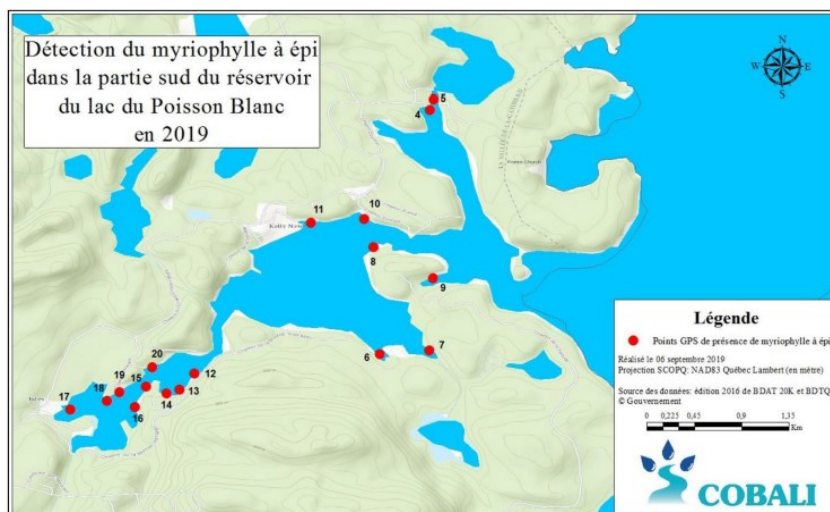 Détection du myriophylle à épi
dans la partie sud du réservoir
du lac du Poisson Blanc
en 2019
N
W
E
S
5
4
10
11
8
9
7
6
20
12
19
15
13
18
14
17
16
Légende
Points GPS de présence de myriophylle à épi
Réalisé le 06 septembre 2019
Projection SCOPQ: NAD83 Québec Lambert (en mètre)
Source des données: édition 2016 de BDAT 20K et BDTQ
© Gouvernement
0 0,225 0,45 0,9 1,35
Km
COBALI